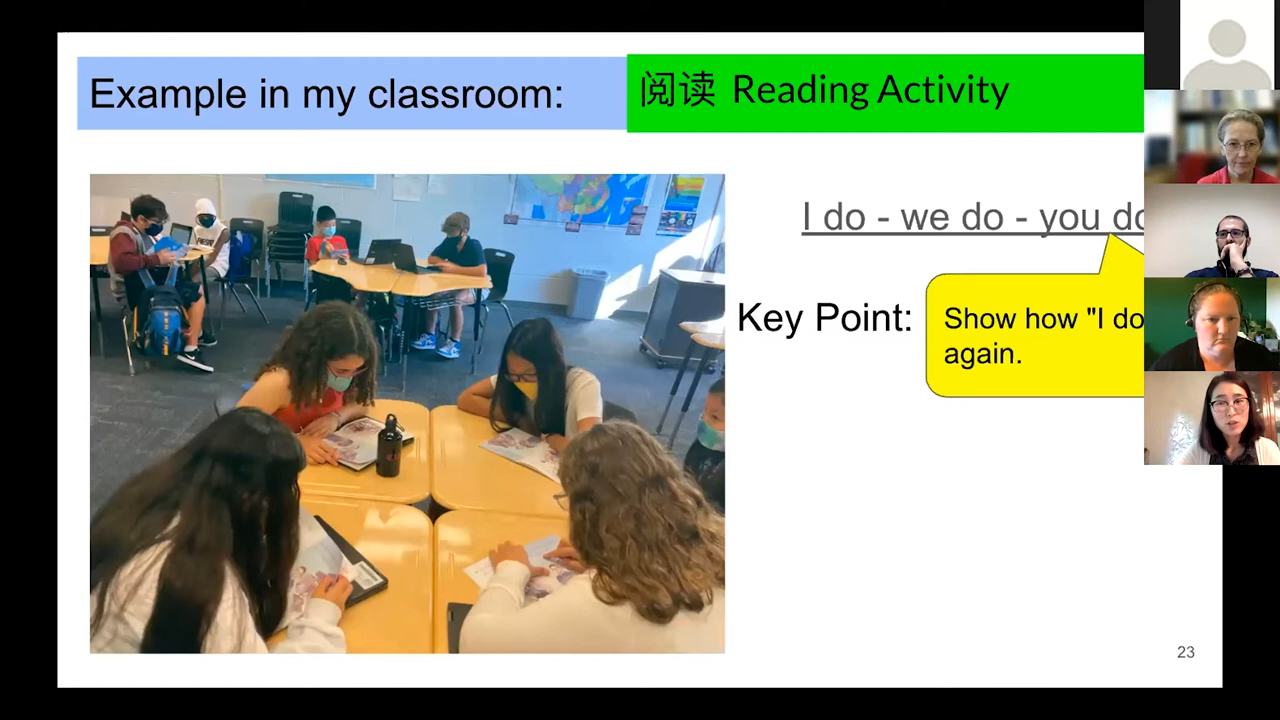 Example in my classroom:
阅读 Reading Activity
I do - we do - you do
Key Point:
Show how "I do
again.
23